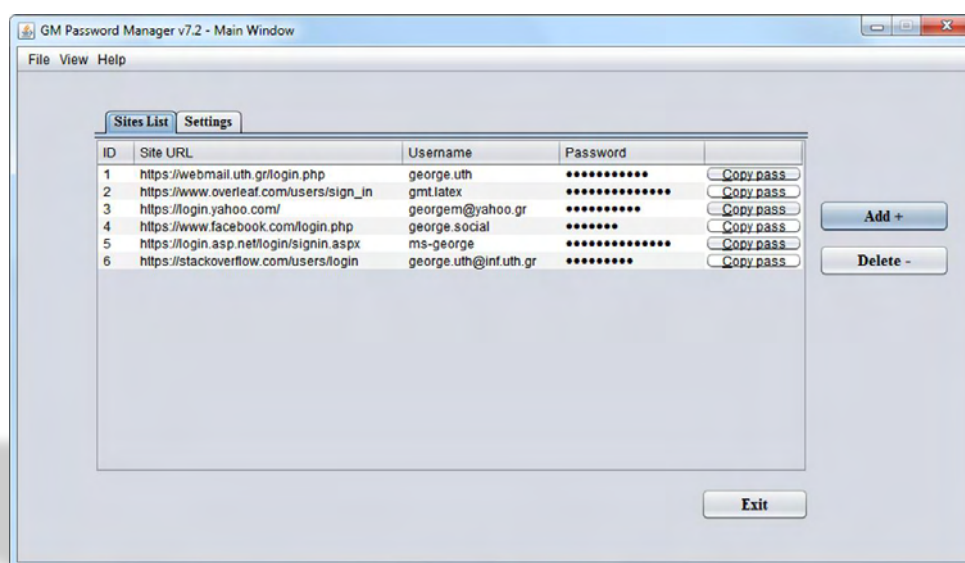 GM Password Manager v7.2 - Main Window
File View Help
Sites List Settings
ID Site URL Username Password
1 https://webmail.uth.gr/login.php george.uth ●●●●●●●●●●● Copy pass
2 https://www.overleaf.com/users/sign_in gmt.latex ●●●●●●●●●●●●●● Copy pass
3 https://login.yahoo.com/ georgem@yahoo.gr ●●●●●●●●●● Copy pass
4 https://www.facebook.com/login.php george.social ●●●●●●● Copy pass
5 https://login.asp.net/login/signin.aspx ms-george ●●●●●●●●●●●●●● Copy pass
6 https://stackoverflow.com/users/login george.uth@inf.uth.gr ●●●●●●●●● Copy pass
Add +
Delete -
Exit